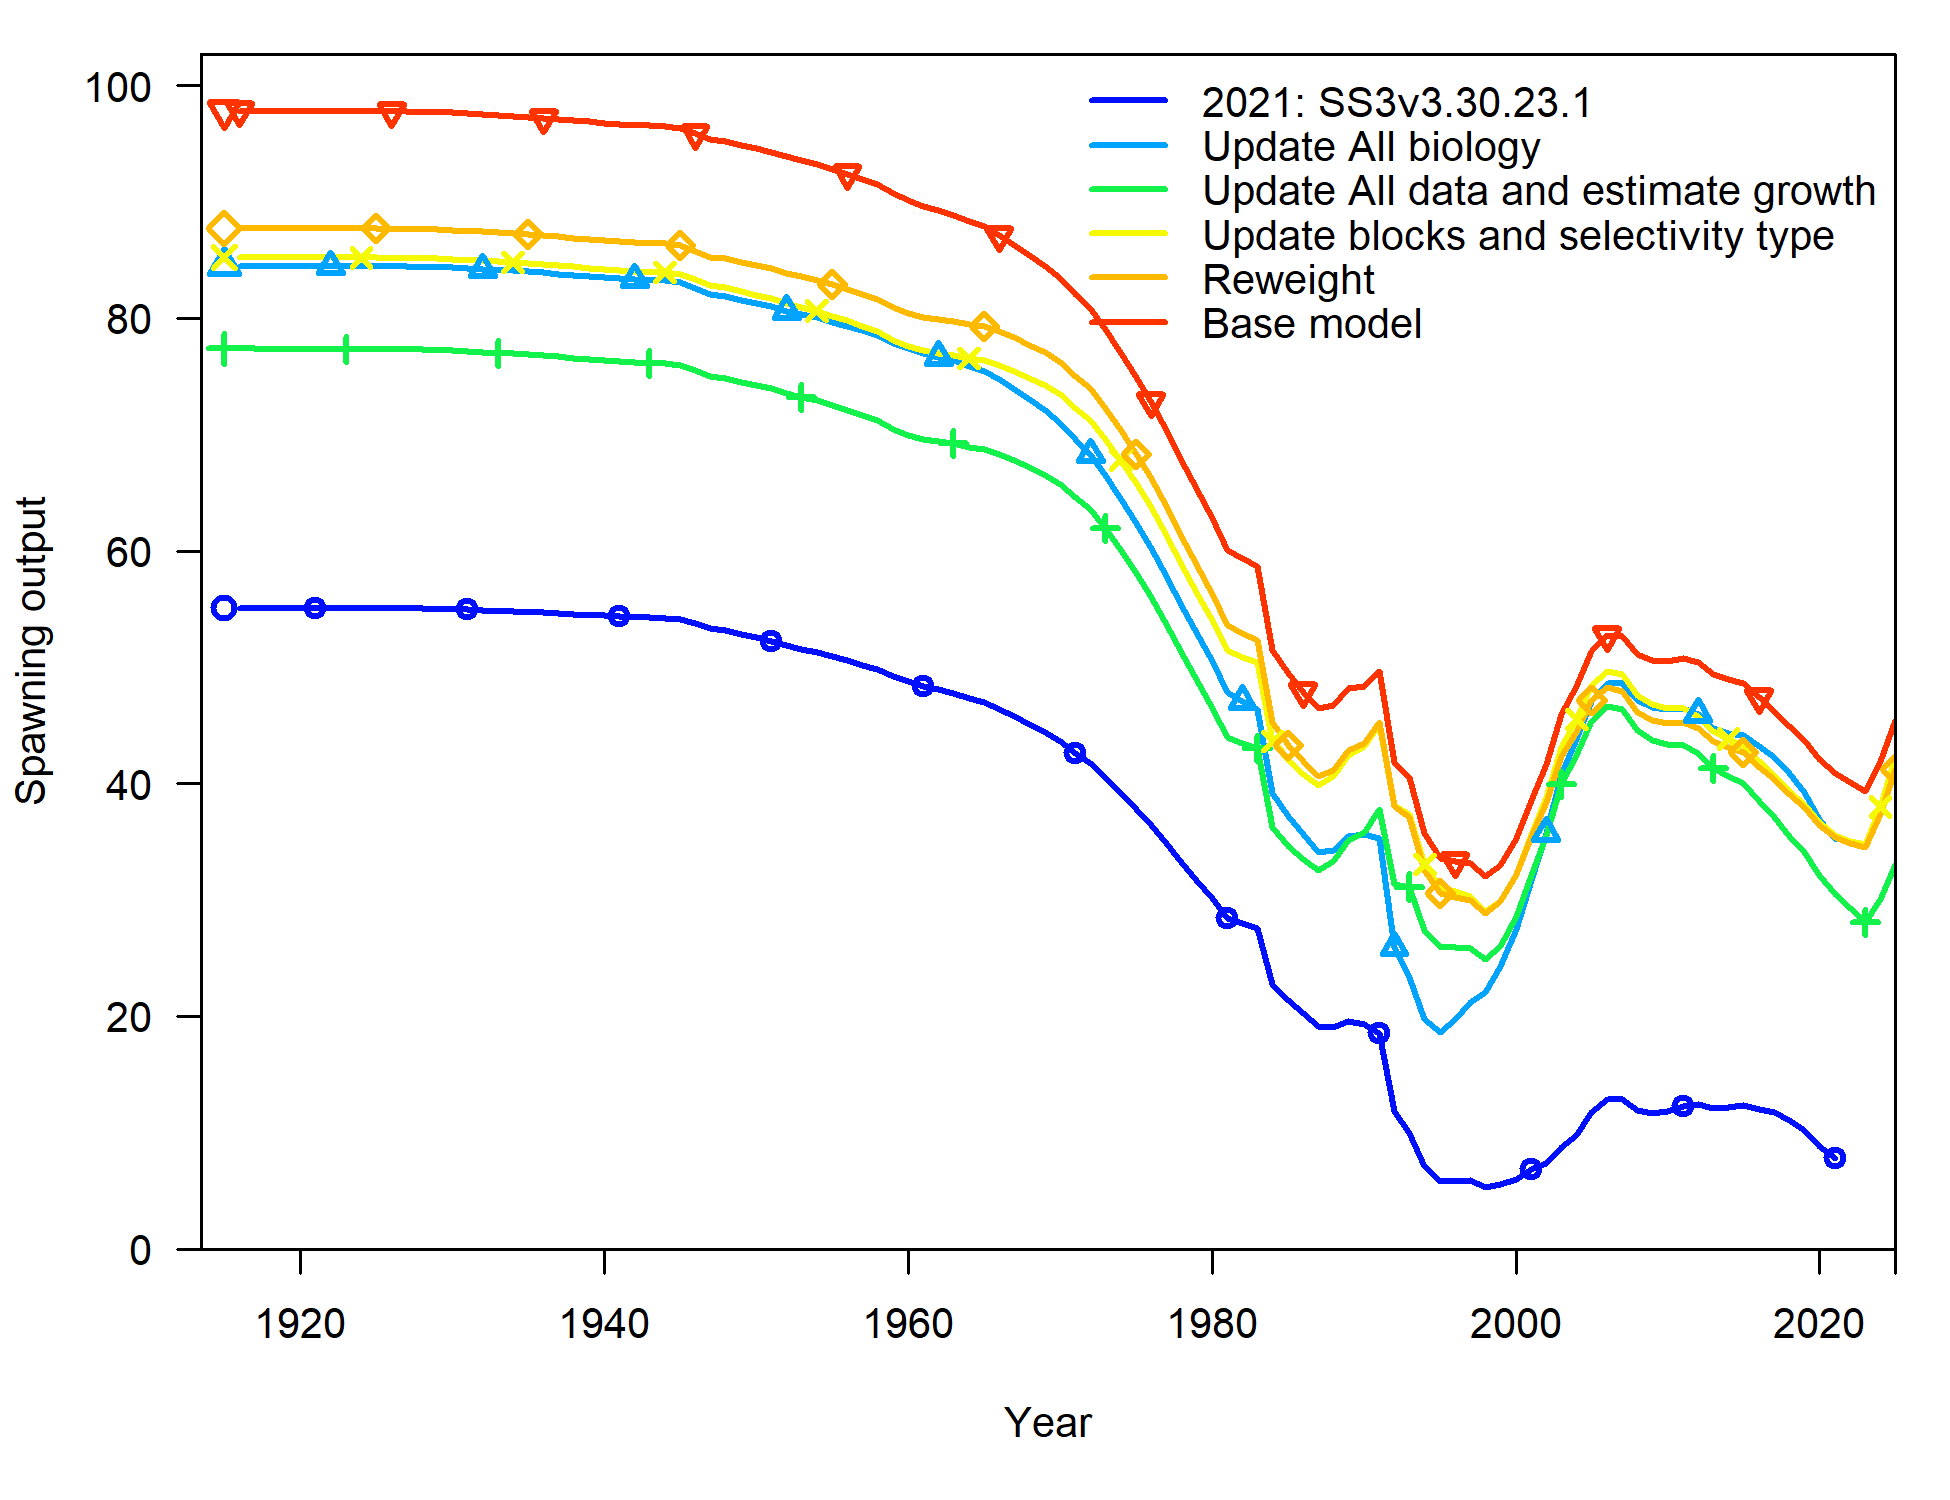 100
80
60
40
20
0
Spawning output
2021: SS3v3.30.23.1
Update All biology
Update All data and estimate growth
Update blocks and selectivity type
Reweight
Base model
1920 1940 1960 1980 2000 2020
Year